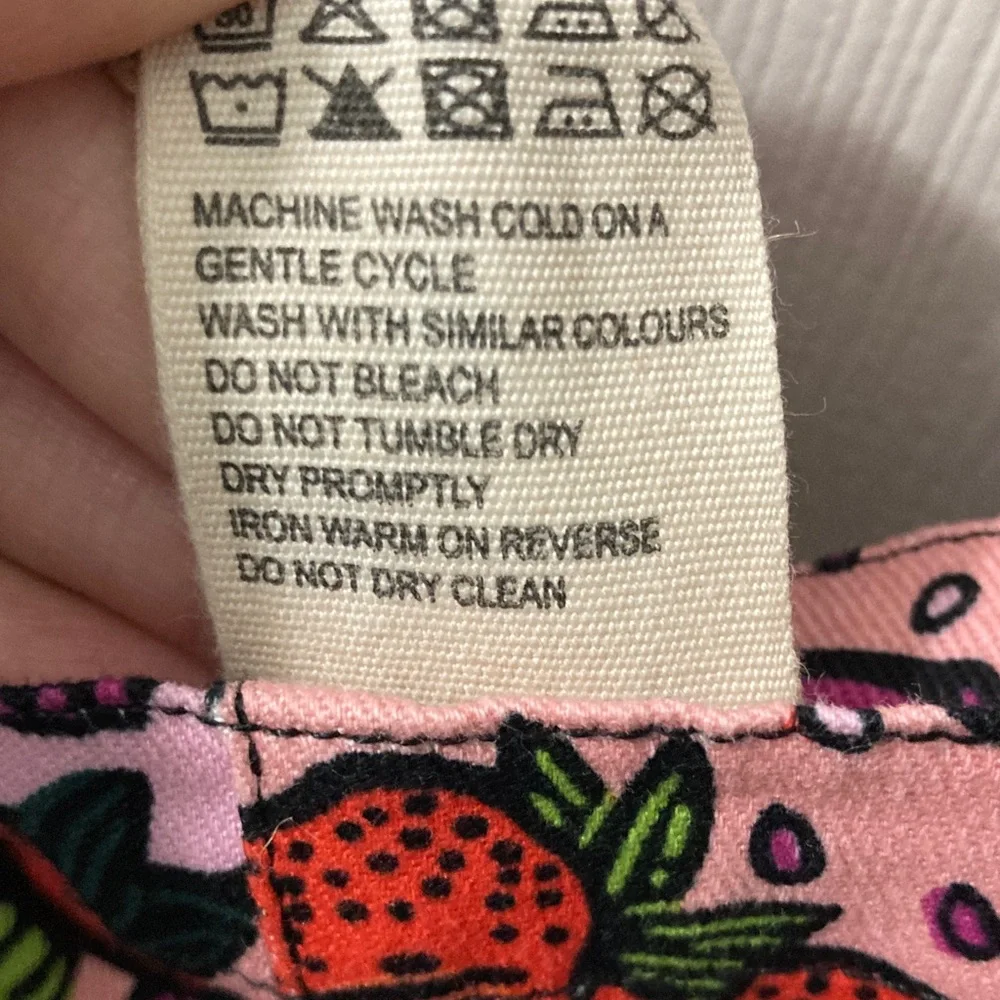 30
MACHINE WASH COLD ON A
GENTLE CYCLE
WASH WITH SIMILAR COLOURS
DO NOT BLEACH
DO NOT TUMBLE DRY
DRY PROMPTLY
IRON WARM ON REVERSE
DO NOT DRY CLEAN